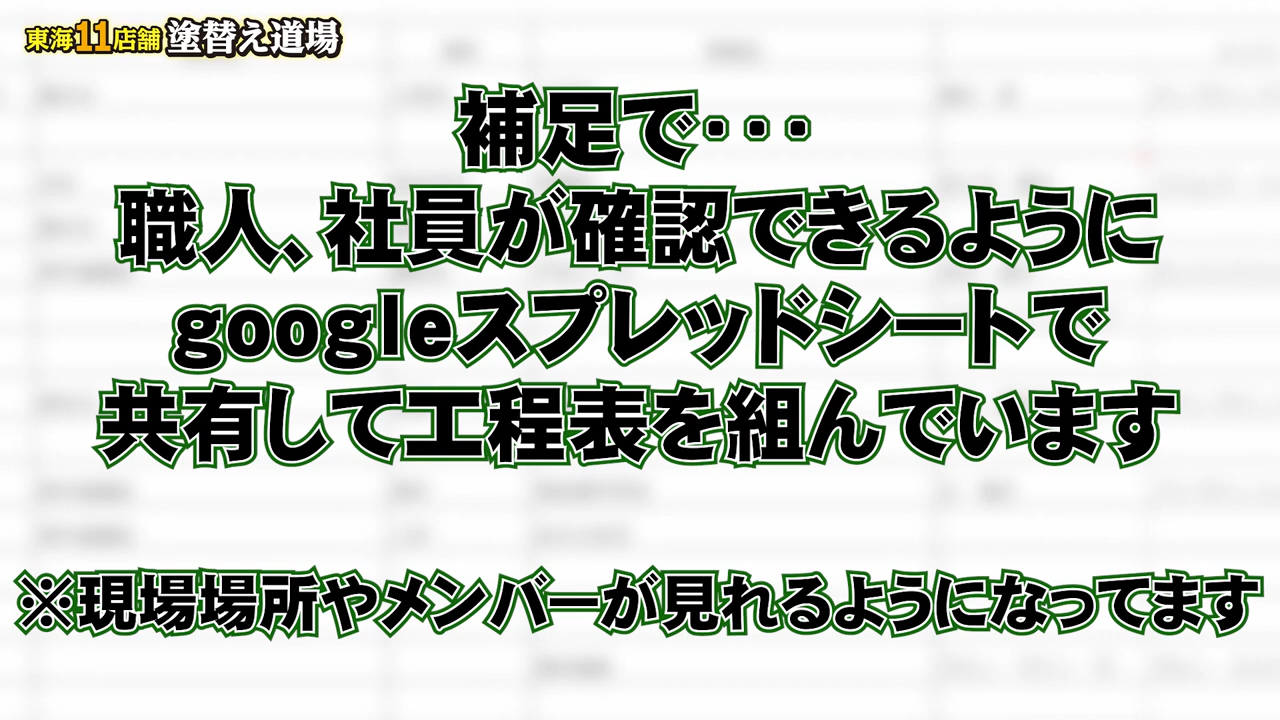 東海11店舗 塗替え道場
補足で・・・
職人、社員が確認できるように
googleスプレッドシートで
共有して工程表を組んでいます
※現場場所やメンバーが見れるようになってます